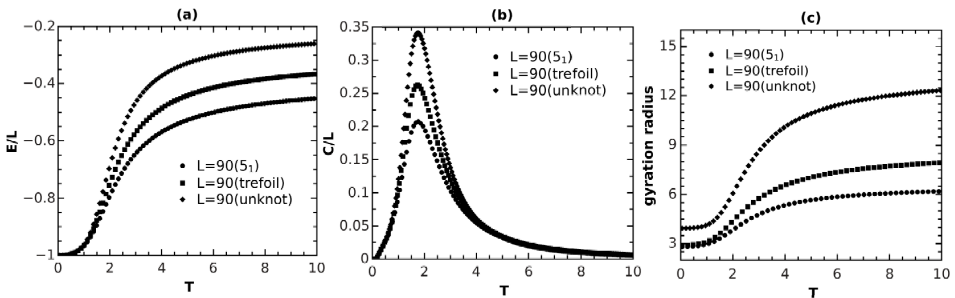 (a)
−0.2
−0.4
−0.6
−0.8
−1
E/L
L=90(5₁)
L=90(trefoil)
L=90(unknot)
0 2 4 6 8 10
T
(b)
0.35
0.3
0.25
0.2
0.15
0.1
0.05
0
C/L
L=90(5₁)
L=90(trefoil)
L=90(unknot)
0 2 4 6 8 10
T
(c)
15
12
9
6
3
gyration radius
L=90(5₁)
L=90(trefoil)
L=90(unknot)
0 2 4 6 8 10
T